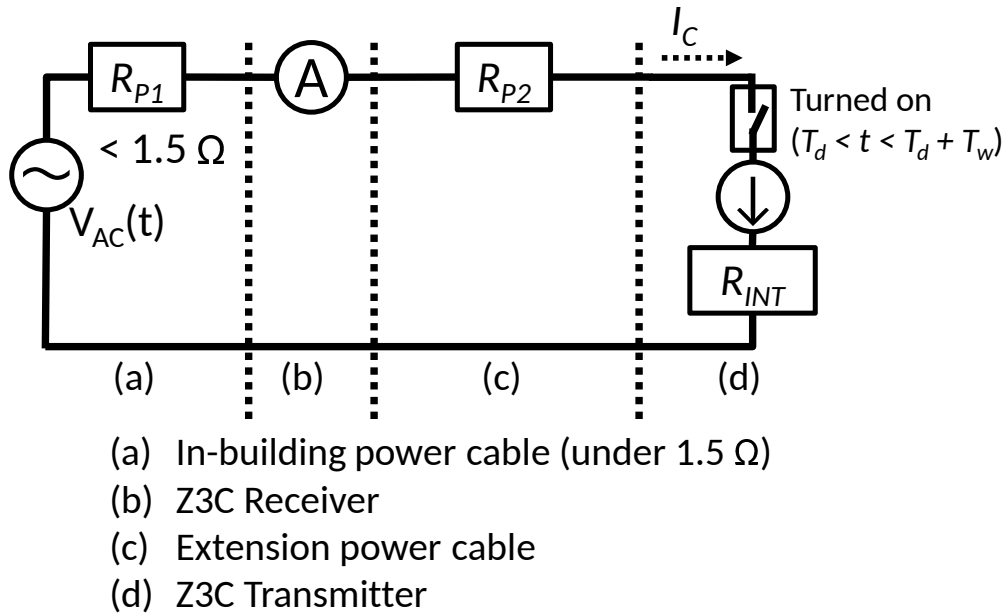 I_C
R_P1
A
R_P2
Turned on
(T_d < t < T_d + T_w)
< 1.5 Ω
V_AC(t)
R_INT
(a) (b) (c) (d)
(a) In-building power cable (under 1.5 Ω)
(b) Z3C Receiver
(c) Extension power cable
(d) Z3C Transmitter